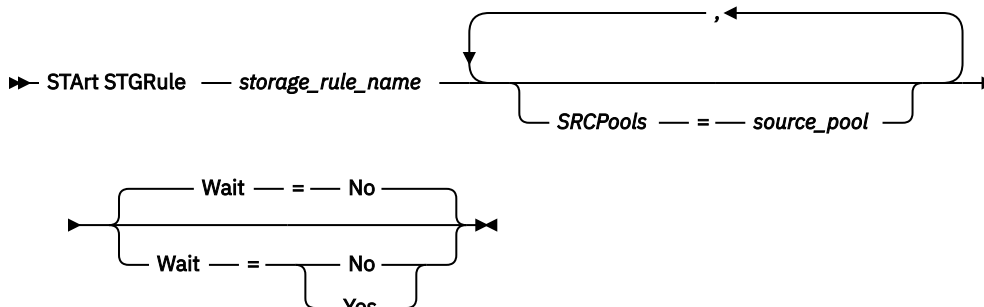 ,
STArt STGRule — storage_rule_name
SRCPools — = — source_pool
Wait — = — No
Wait — = — No
Yes